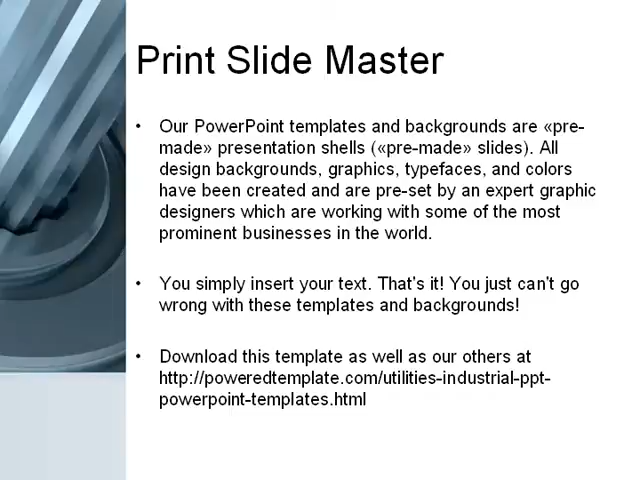 Print Slide Master
• Our PowerPoint templates and backgrounds are «pre-
made» presentation shells («pre-made» slides). All
design backgrounds, graphics, typefaces, and colors
have been created and are pre-set by an expert graphic
designers which are working with some of the most
prominent businesses in the world.
• You simply insert your text. That's it! You just can't go
wrong with these templates and backgrounds!
• Download this template as well as our others at
http://poweredtemplate.com/utilities-industrial-ppt-
powerpoint-templates.html